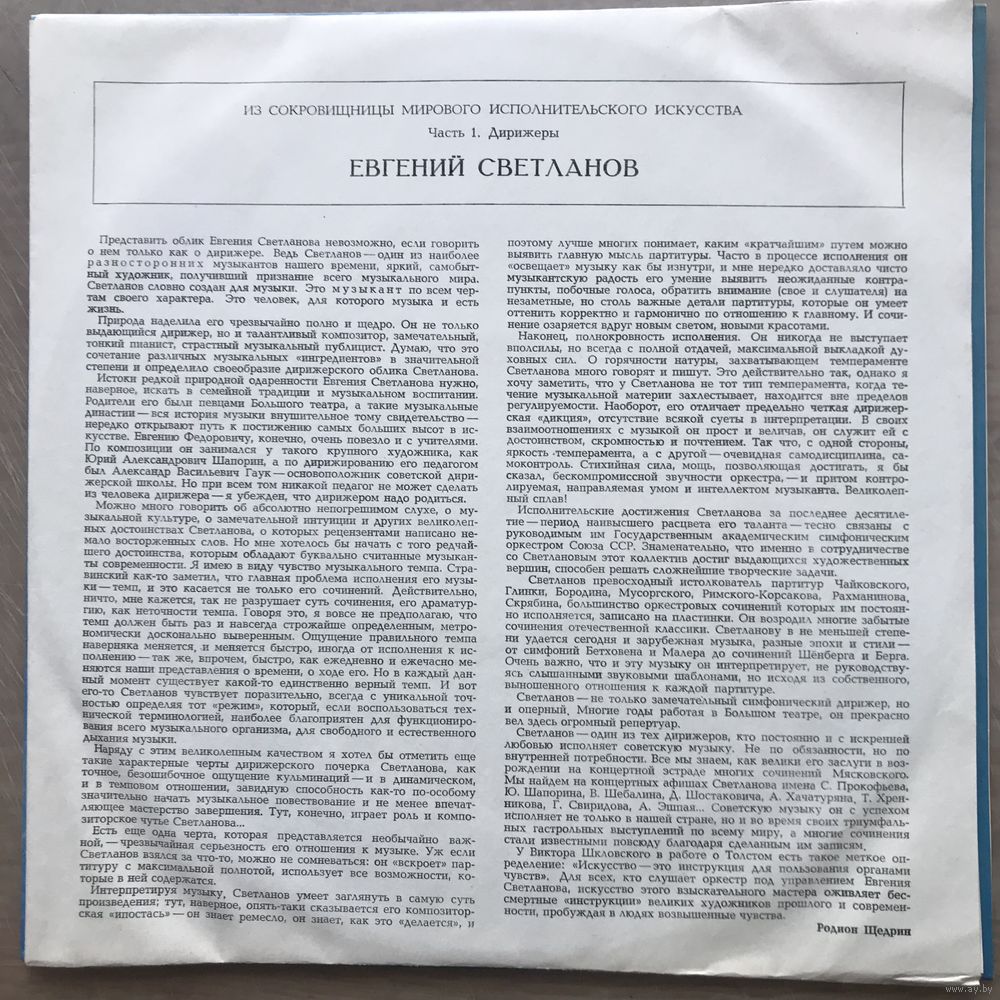 ИЗ СОКРОВИЩНИЦЫ МИРОВОГО ИСПОЛНИТЕЛЬСКОГО ИСКУССТВА
Часть 1. Дирижеры
ЕВГЕНИЙ СВЕТЛАНОВ
Представить облик Евгения Светланова невозможно, если говорить
о нем только как о дирижере. Ведь Светланов — один из наиболее
разносторонних музыкантов нашего времени, яркий, самобыт-
ный художник, получивший признание всего музыкального мира.
Светланов словно создан для музыки. Это музыкант по всем чер-
там своего характера. Это человек, для которого музыка и есть
жизнь.
Природа наделила его чрезвычайно полно и щедро. Он не только
выдающийся дирижер, но и талантливый композитор, замечательный,
тонкий пианист, страстный музыкальный публицист. Думаю, что это
сочетание различных музыкальных «ингредиентов» в значительной
степени и определило своеобразие дирижерского облика Светланова.
Истоки редкой природной одаренности Евгения Светланова нужно,
наверное, искать в семейной традиции и музыкальном воспитании.
Родители его были певцами Большого театра, а такие музыкальные
династии — вся история музыки внушительное тому свидетельство —
нередко открывают путь к постижению самых больших высот в ис-
кусстве. Евгению Федоровичу, конечно, очень повезло и с учителями.
По композиции он занимался у такого крупного художника, как
Юрий Александрович Шапорин, а по дирижированию его педагогом
был Александр Васильевич Гаук — основоположник советской дири-
жерской школы. Но при всем том никакой педагог не может сделать
из человека дирижера — я убежден, что дирижером надо родиться.
Можно много говорить об абсолютно непогрешимом слухе, о му-
зыкальной культуре, о замечательной интуиции и других великолеп-
ных достоинствах Светланова, о которых рецензентами написано не-
мало восторженных слов. Но мне хотелось бы начать с того редчай-
шего достоинства, которым обладают буквально считанные музыкан-
ты современности. Я имею в виду чувство музыкального темпа. Стра-
винский как-то заметил, что главная проблема исполнения его музы-
ки — темп, и это касается не только его сочинений. Действительно,
ничто, мне кажется, так не разрушает суть сочинения, его драматур-
гию, как неточности темпа. Говоря это, я вовсе не предполагаю, что
темп должен быть раз и навсегда строжайше определенным, метро-
номически досконально выверенным. Ощущение правильного темпа
наверняка меняется, и меняется быстро, иногда от исполнения к ис-
полнению — так же, впрочем, быстро, как ежедневно и ежечасно ме-
няются наши представления о времени, о ходе его. Но в каждый дан-
ный момент существует какой-то единственно верный темп. И вот
его-то Светланов чувствует поразительно, всегда с уникальной точ-
ностью определяя тот «режим», который, если воспользоваться тех-
нической терминологией, наиболее благоприятен для функциониро-
вания всего музыкального организма, для свободного и естественного
дыхания музыки.
Наряду с этим великолепным качеством я хотел бы отметить еще
такие характерные черты дирижерского почерка Светланова, как
точное, безошибочное ощущение кульминаций — и в динамическом,
и в темповом отношении, завидную способность как-то по-особому
значительно начать музыкальное повествование и не менее впечат-
ляющее мастерство завершения. Тут, конечно, играет роль и компо-
зиторское чутье Светланова...
Есть еще одна черта, которая представляется необычайно важ-
ной, — чрезвычайная серьезность его отношения к музыке. Уж если
Светланов взялся за что-то, можно не сомневаться: он «вскроет» пар-
титуру с максимальной полнотой, использует все возможности, ко-
торые в ней содержатся.
Интерпретируя музыку, Светланов умеет заглянуть в самую суть
произведения; тут, наверное, опять-таки сказывается его композитор-
ская «ипостась» — он знает ремесло, он знает, как это «делается», и
поэтому лучше многих понимает, каким «кратчайшим» путем можно
выявить главную мысль партитуры. Часто в процессе исполнения он
«освещает» музыку как бы изнутри, и мне нередко доставляло чисто
музыкантскую радость его умение выявить неожиданные контра-
пункты, побочные голоса, обратить внимание (свое и слушателя) на
незаметные, но столь важные детали партитуры, которые он умеет
оттенить корректно и гармонично по отношению к главному. И сочи-
нение озаряется вдруг новым светом, новыми красотами.
Наконец, полнокровность исполнения. Он никогда не выступает
вполсилы, но всегда с полной отдачей, максимальной выкладкой ду-
ховных сил. О горячности натуры, захватывающем темпераменте
Светланова много говорят и пишут. Это действительно так, однако я
хочу заметить, что у Светланова не тот тип темперамента, когда те-
чение музыкальной материи захлестывает, находится вне пределов
регулируемости. Наоборот, его отличает предельно четкая дирижер-
ская «дикция», отсутствие всякой суеты в интерпретации. В своих
взаимоотношениях с музыкой он прост и величав, он служит ей с
достоинством, скромностью и почтением. Так что, с одной стороны,
яркость темперамента, а с другой — очевидная самодисциплина, са-
моконтроль. Стихийная сила, мощь, позволяющая достигать, я бы
сказал, бескомпромиссной звучности оркестра, — и притом контро-
лируемая, направляемая умом и интеллектом музыканта. Великолеп-
ный сплав!
Исполнительские достижения Светланова за последнее десятиле-
тие — период наивысшего расцвета его таланта — тесно связаны с
руководимым им Государственным академическим симфоническим
оркестром Союза ССР. Знаменательно, что именно в сотрудничестве
со Светлановым этот коллектив достиг выдающихся художественных
вершин, способен решать сложнейшие творческие задачи.
Светланов превосходный истолкователь партитур Чайковского,
Глинки, Бородина, Мусоргского, Римского-Корсакова, Рахманинова,
Скрябина, большинство оркестровых сочинений которых им постоян-
но исполняется, записано на пластинки. Он возродил многие забытые
сочинения отечественной классики. Светланову в не меньшей степе-
ни удается сегодня и зарубежная музыка, разные эпохи и стили —
от симфоний Бетховена и Малера до сочинений Шёнберга и Берга.
Очень важно, что и эту музыку он интерпретирует, не руководству-
ясь слышанными звуковыми шаблонами, но исходя из собственного,
выношенного отношения к каждой партитуре.
Светланов — не только замечательный симфонический дирижер, но
и оперный. Многие годы работая в Большом театре, он прекрасно
вел здесь огромный репертуар.
Светланов — один из тех дирижеров, кто постоянно и с искренней
любовью исполняет советскую музыку. Не по обязанности, но по
внутренней потребности. Все мы знаем, как велики его заслуги в воз-
рождении на концертной эстраде многих сочинений Мясковского.
Мы найдем на концертных афишах Светланова имена С. Прокофьева,
Ю. Шапорина, В. Шебалина, Д. Шостаковича, А. Хачатуряна, Т. Хрен-
никова, Г. Свиридова, А. Эшпая... Советскую музыку он с успехом
исполняет не только в нашей стране, но и во время своих триумфаль-
ных гастрольных выступлений по всему миру, а многие сочинения
стали известными повсюду благодаря сделанным им записям.
У Виктора Шкловского в работе о Толстом есть такое меткое оп-
ределение: «Искусство — это инструкция для пользования органами
чувств». Для всех, кто слушает оркестр под управлением Евгения
Светланова, искусство этого взыскательного мастера оживляет бес-
смертные «инструкции» великих художников прошлого и современ-
ности, пробуждая в людях возвышенные чувства.
Родион Щедрин
www.ay.by